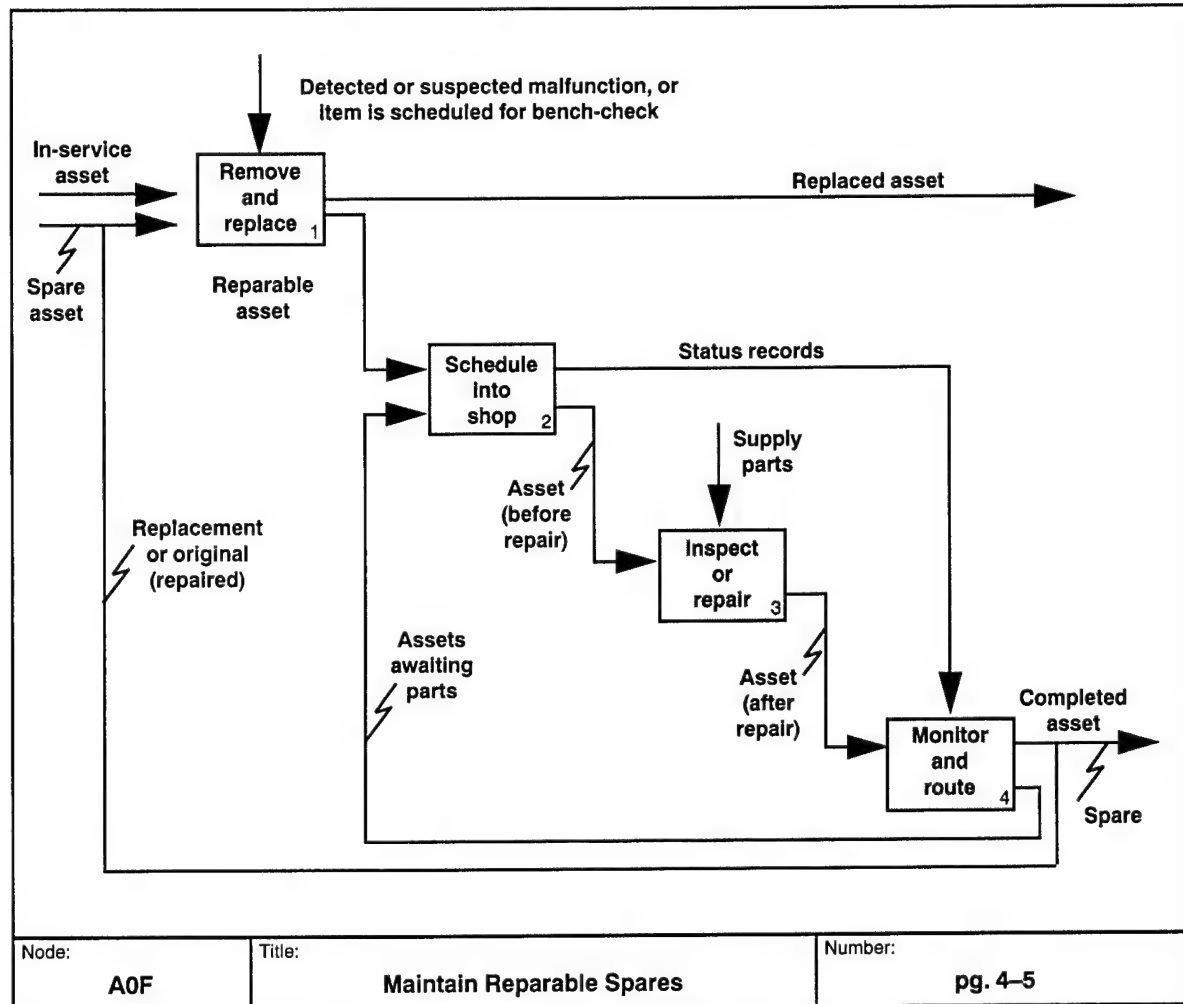 Detected or suspected malfunction, or
item is scheduled for bench-check
In-service
asset
Remove
and
replace
1
Replaced asset
Spare
asset
Reparable
asset
Schedule
into
shop
2
Status records
Supply
parts
Asset
(before
repair)
Replacement
or original
(repaired)
Inspect
or
repair
3
Assets
awaiting
parts
Asset
(after
repair)
Completed
asset
Monitor
and
route
4
Spare
Node:
A0F
Title:
Maintain Reparable Spares
Number:
pg. 4–5